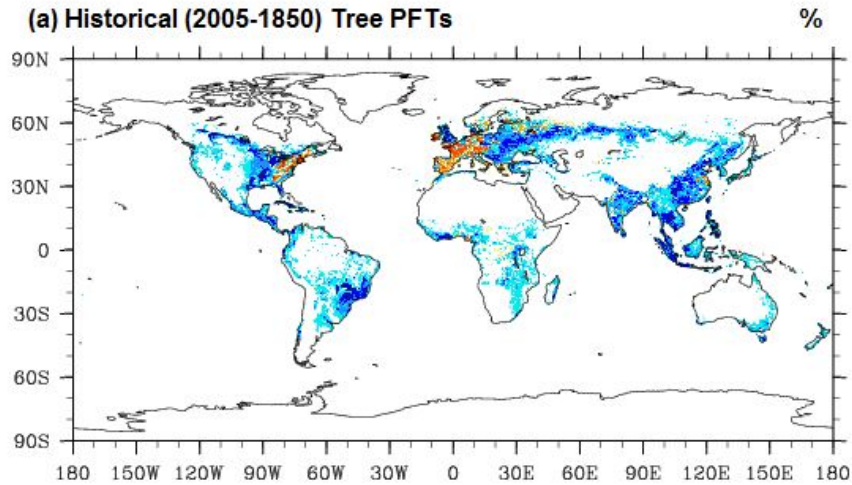 (a) Historical (2005-1850) Tree PFTs %
90N
60N
30N
0
30S
60S
90S
180 150W 120W 90W 60W 30W 0 30E 60E 90E 120E 150E 180